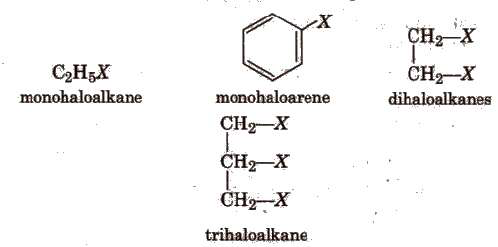 C₂H₅X
monohaloalkane
X
monohaloarene
CH₂—X
CH₂—X
dihaloalkanes
CH₂—X
CH₂—X
CH₂—X
trihaloalkane